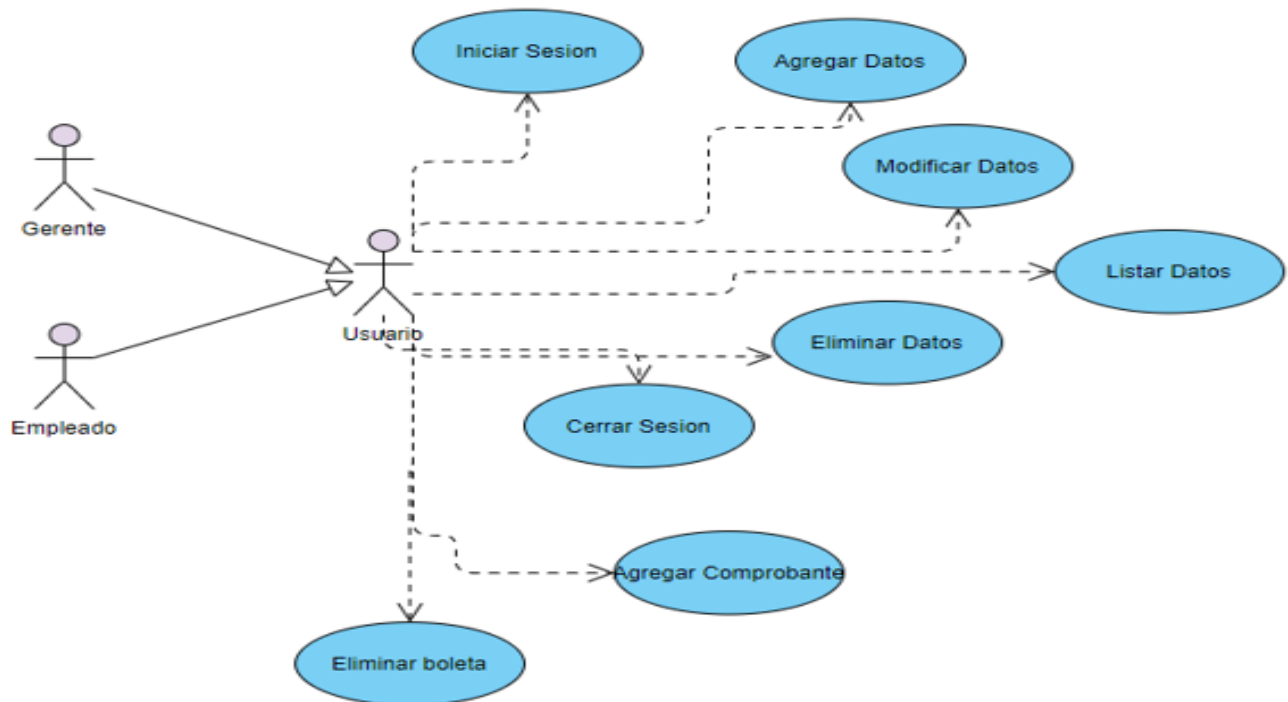 Iniciar Sesion
Agregar Datos
Modificar Datos
Gerente
Listar Datos
Usuario
Eliminar Datos
Empleado
Cerrar Sesion
Agregar Comprobante
Eliminar boleta